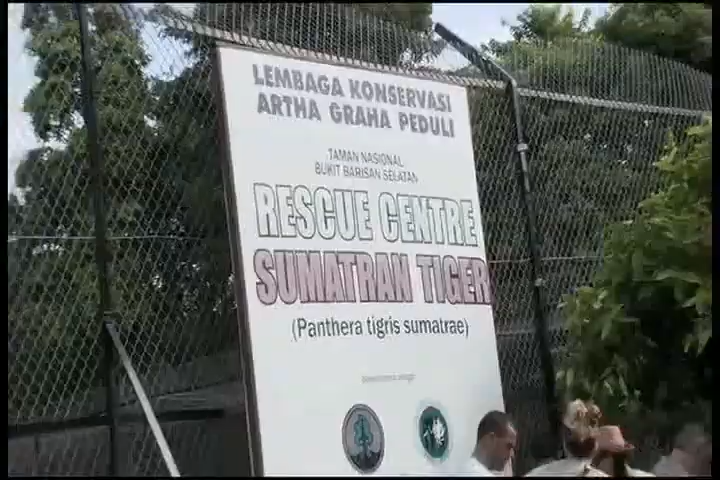 LEMBAGA KONSERVASI
ARTHA GRAHA PEDULI
TAMAN NASIONAL
BUKIT BARISAN SELATAN
RESCUE CENTRE
SUMATRAN TIGER
(Panthera tigris sumatrae)